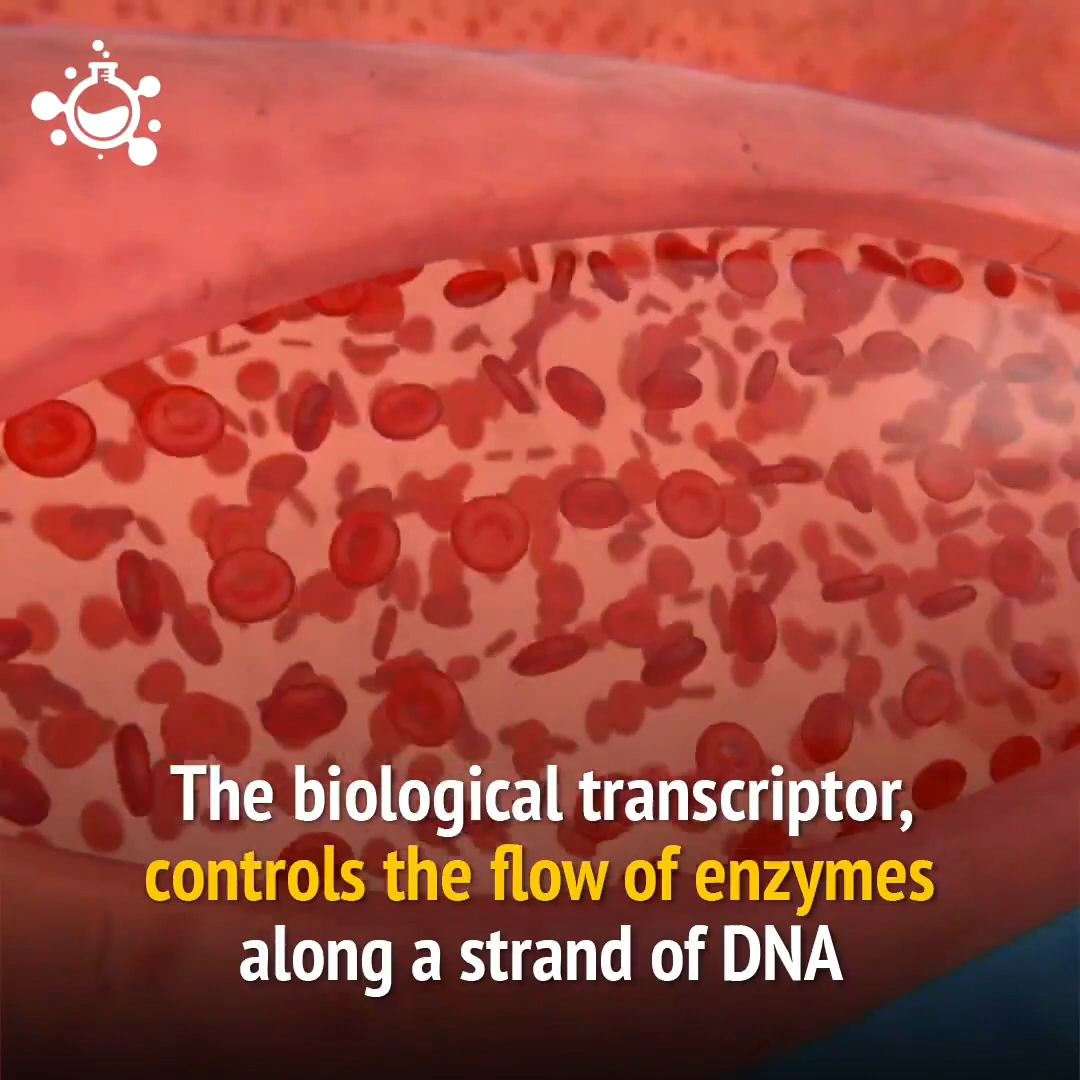 The biological transcriptor,
controls the flow of enzymes
along a strand of DNA